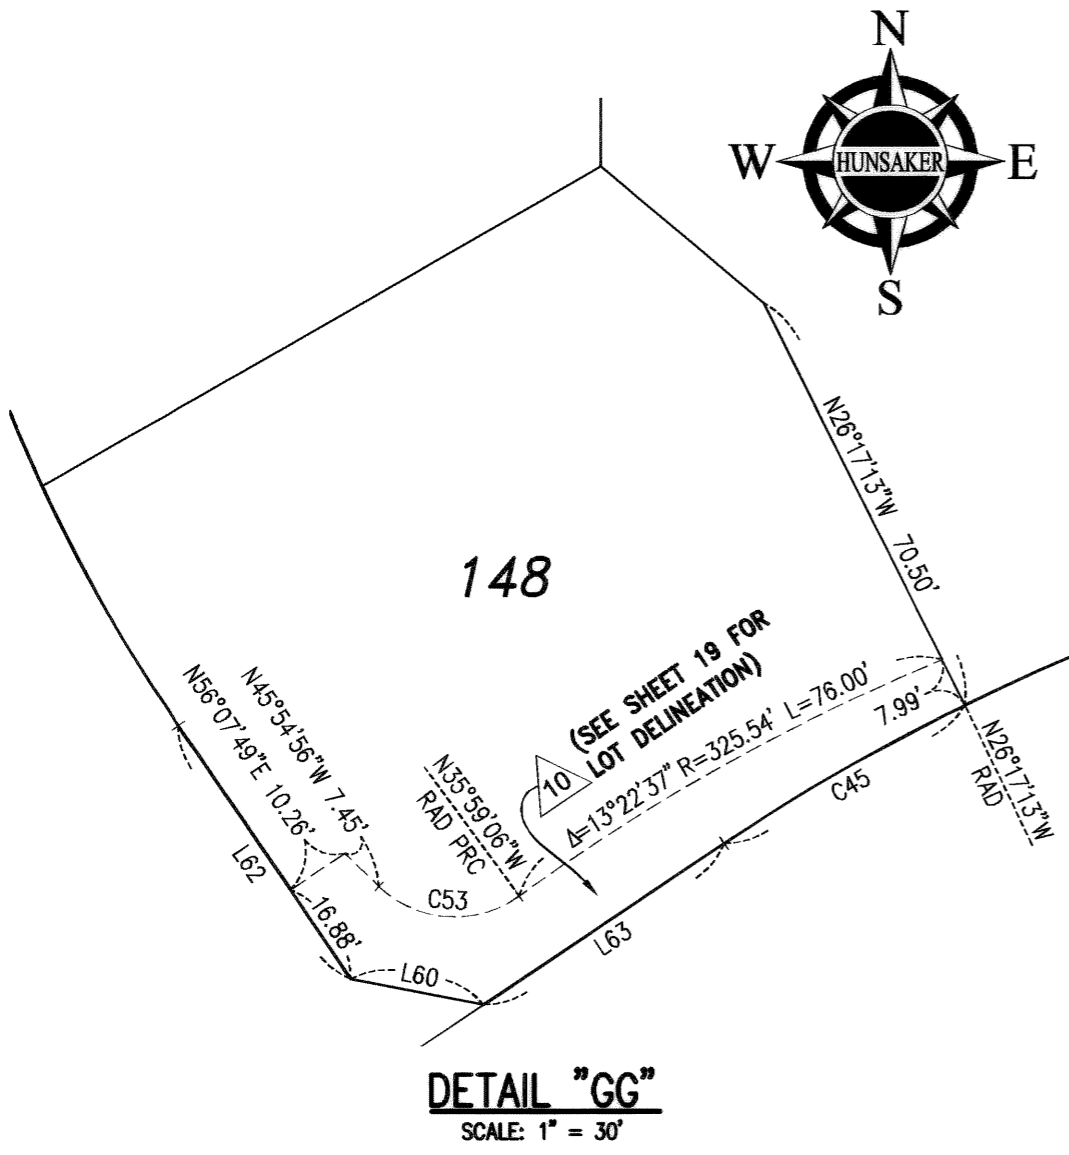 N
W
HUNSAKER
E
S
N26°17'13"W 70.50'
148
(SEE SHEET 19 FOR
LOT DELINEATION)
10
N56°07'49"E 10.26'
N45°54'56"W 7.45'
N35°59'06"W
RAD PRC
Δ=13°22'37" R=325.54' L=76.00'
7.99'
N26°17'13"W
RAD
C45
L62
C53
16.88'
L60
L63
DETAIL "GG"
SCALE: 1" = 30'